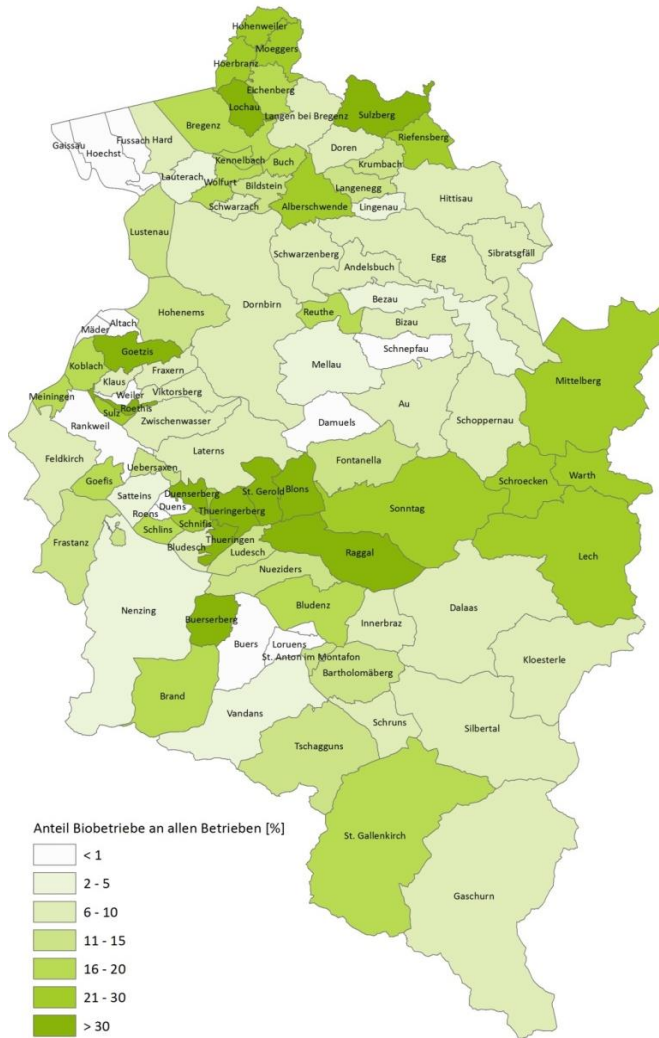 Hohenweiler
Moeggers
Hoerbranz
Eichenberg
Lochau
Langen bei Bregenz
Sulzberg
Bregenz
Riefensberg
Gaissau
Hoechst
Fussach
Hard
Doren
Kennelbach
Buch
Krumbach
Lauterach
Wolfurt
Bildstein
Langenegg
Hittisau
Schwarzach
Alberschwende
Lingenau
Lustenau
Schwarzenberg
Egg
Sibratsgfäll
Andelsbuch
Dornbirn
Bezau
Hohenems
Reuthe
Bizau
Altach
Mäder
Schnepfau
Goetzis
Koblach
Mellau
Mittelberg
Fraxern
Klaus
Viktorsberg
Weiler
Meiningen
Roethis
Sulz
Au
Schoppernau
Zwischenwasser
Rankweil
Damuels
Laterns
Feldkirch
Uebersaxen
Fontanella
Warth
Goefis
Schroecken
Satteins
Duenserberg
St. Gerold
Blons
Duens
Thueringerberg
Sonntag
Roens
Schlins
Schnifis
Thueringen
Raggal
Lech
Frastanz
Bludesch
Ludesch
Nueziders
Nenzing
Buerserberg
Bludenz
Innerbraz
Dalaas
Buers
Loruens
St. Anton im Montafon
Kloesterle
Bartholomäberg
Brand
Vandans
Schruns
Silbertal
Tschagguns
St. Gallenkirch
Gaschurn
Anteil Biobetriebe an allen Betrieben [%]
< 1
2 - 5
6 - 10
11 - 15
16 - 20
21 - 30
> 30